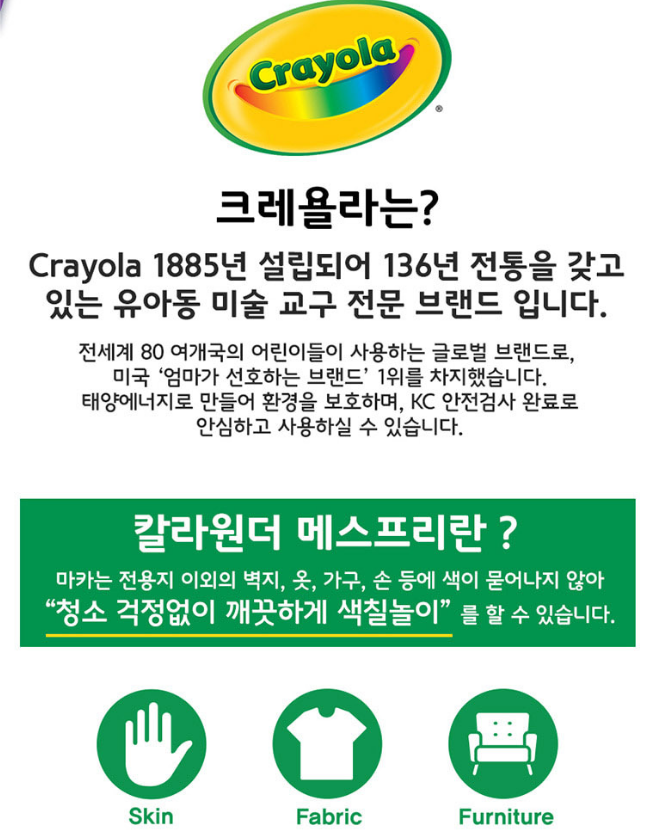 Crayola
®
크레욜라는?
Crayola 1885년 설립되어 136년 전통을 갖고
있는 유아동 미술 교구 전문 브랜드 입니다.
전세계 80 여개국의 어린이들이 사용하는 글로벌 브랜드로,
미국 ‘엄마가 선호하는 브랜드’ 1위를 차지했습니다.
태양에너지로 만들어 환경을 보호하며, KC 안전검사 완료로
안심하고 사용하실 수 있습니다.
칼라원더 메스프리란 ?
마카는 전용지 이외의 벽지, 옷, 가구, 손 등에 색이 묻어나지 않아
“청소 걱정없이 깨끗하게 색칠놀이” 를 할 수 있습니다.
Skin Fabric Furniture